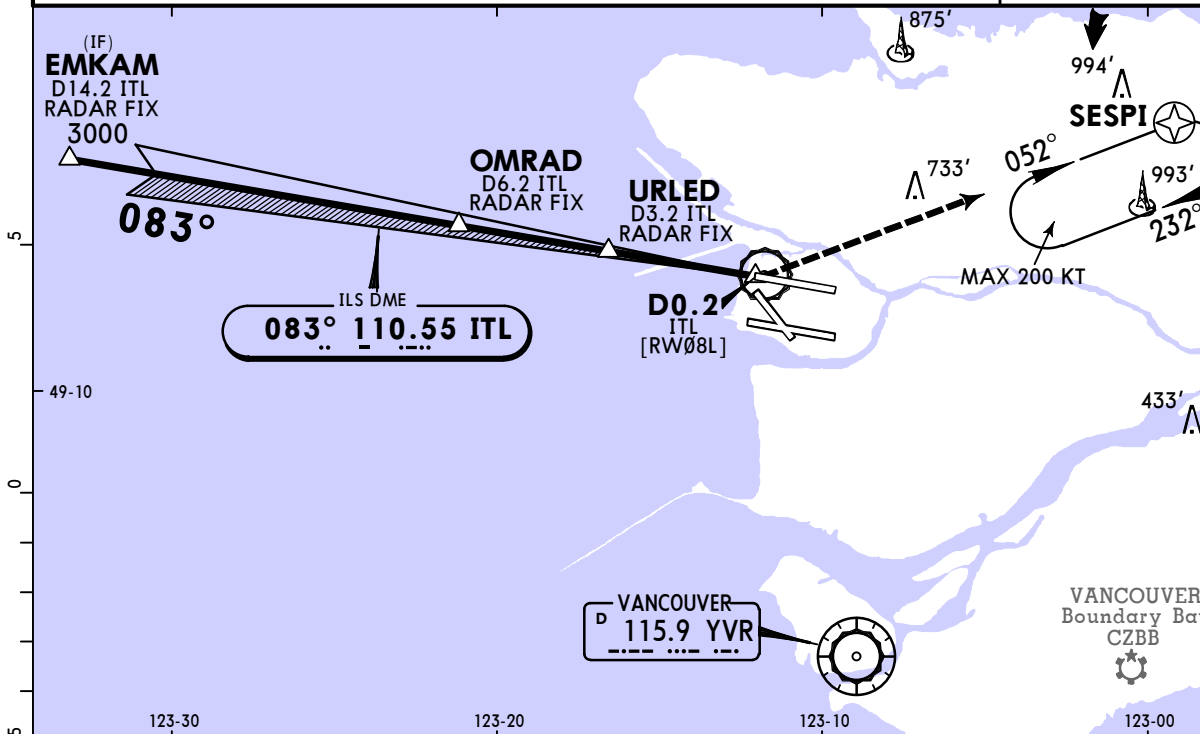 875'
(IF)
EMKAM
D14.2 ITL
RADAR FIX
3000
994'
SESPI
052°
OMRAD
D6.2 ITL
RADAR FIX
URLED
D3.2 ITL
RADAR FIX
733'
993'
232°
083°
5
MAX 200 KT
ILS DME
083° 110.55 ITL
D0.2
ITL
[RWØ8L]
49-10
433'
0
VANCOUVER
D 115.9 YVR
VANCOUVER
Boundary Bay
CZBB
5
123-30
123-20
123-10
123-00